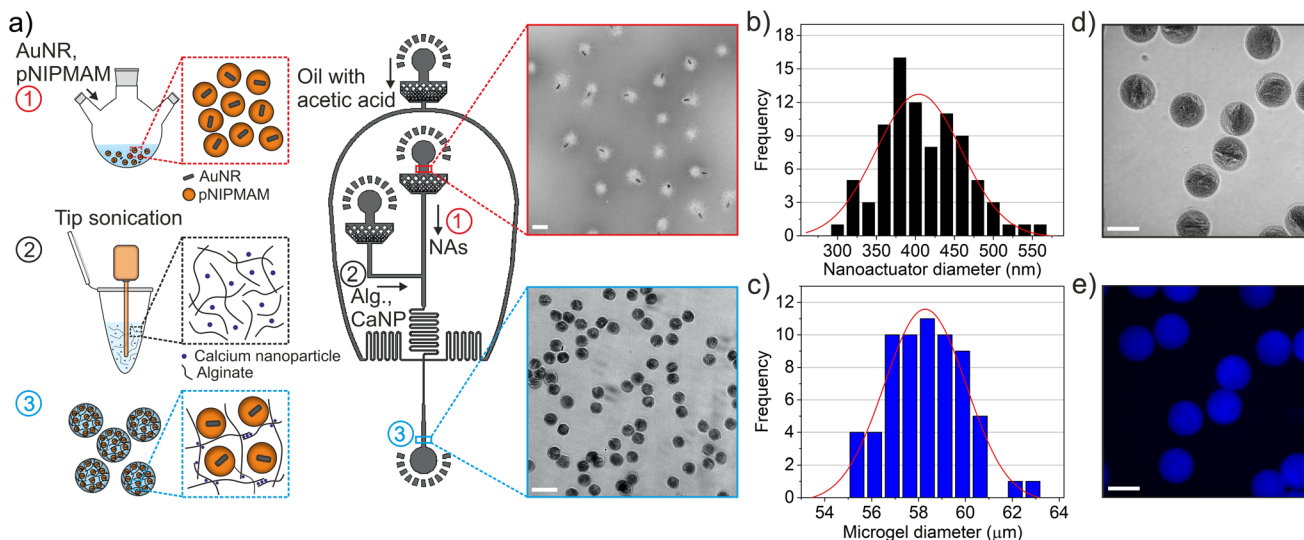 a)
AuNR,
pNIPMAM
1
AuNR
pNIPMAM
Tip sonication
2
Calcium nanoparticle
Alginate
3
Oil with
acetic acid
1
NAs
2
Alg.,
CaNP
3
b)
Frequency
18
15
12
9
6
3
0
300 350 400 450 500 550
Nanoactuator diameter (nm)
c)
Frequency
12
10
8
6
4
2
0
54 56 58 60 62 64
Microgel diameter (μm)
d)
e)